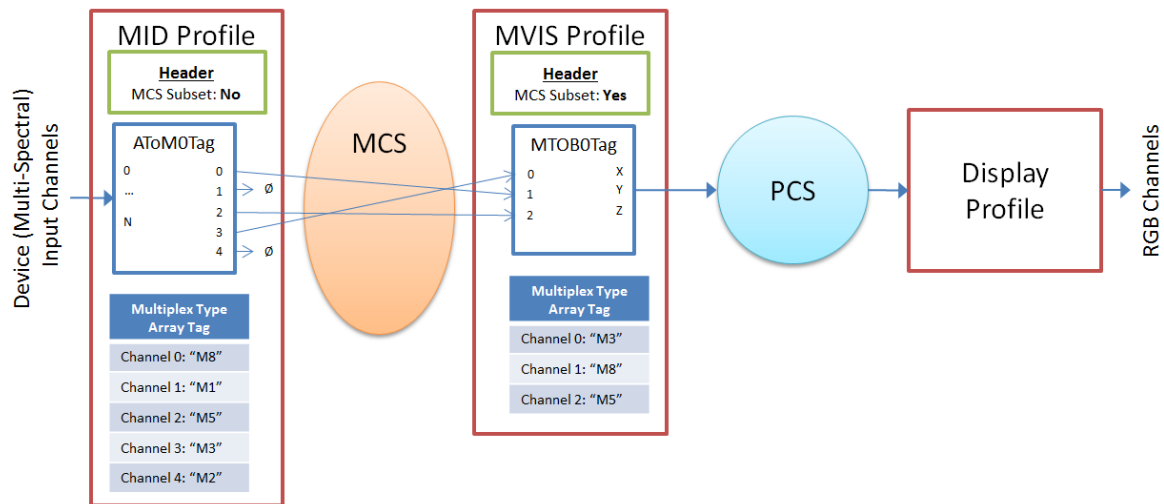 MID Profile
Header
MCS Subset: No
AToM0Tag
0
...
N
0
1
2
3
4
Ø
Ø
Device (Multi-Spectral)
Input Channels
Multiplex Type
Array Tag
Channel 0: “M8”
Channel 1: “M1”
Channel 2: “M5”
Channel 3: “M3”
Channel 4: “M2”
MCS
MVIS Profile
Header
MCS Subset: Yes
MTOB0Tag
0
1
2
X
Y
Z
Multiplex Type
Array Tag
Channel 0: “M3”
Channel 1: “M8”
Channel 2: “M5”
PCS
Display
Profile
RGB Channels